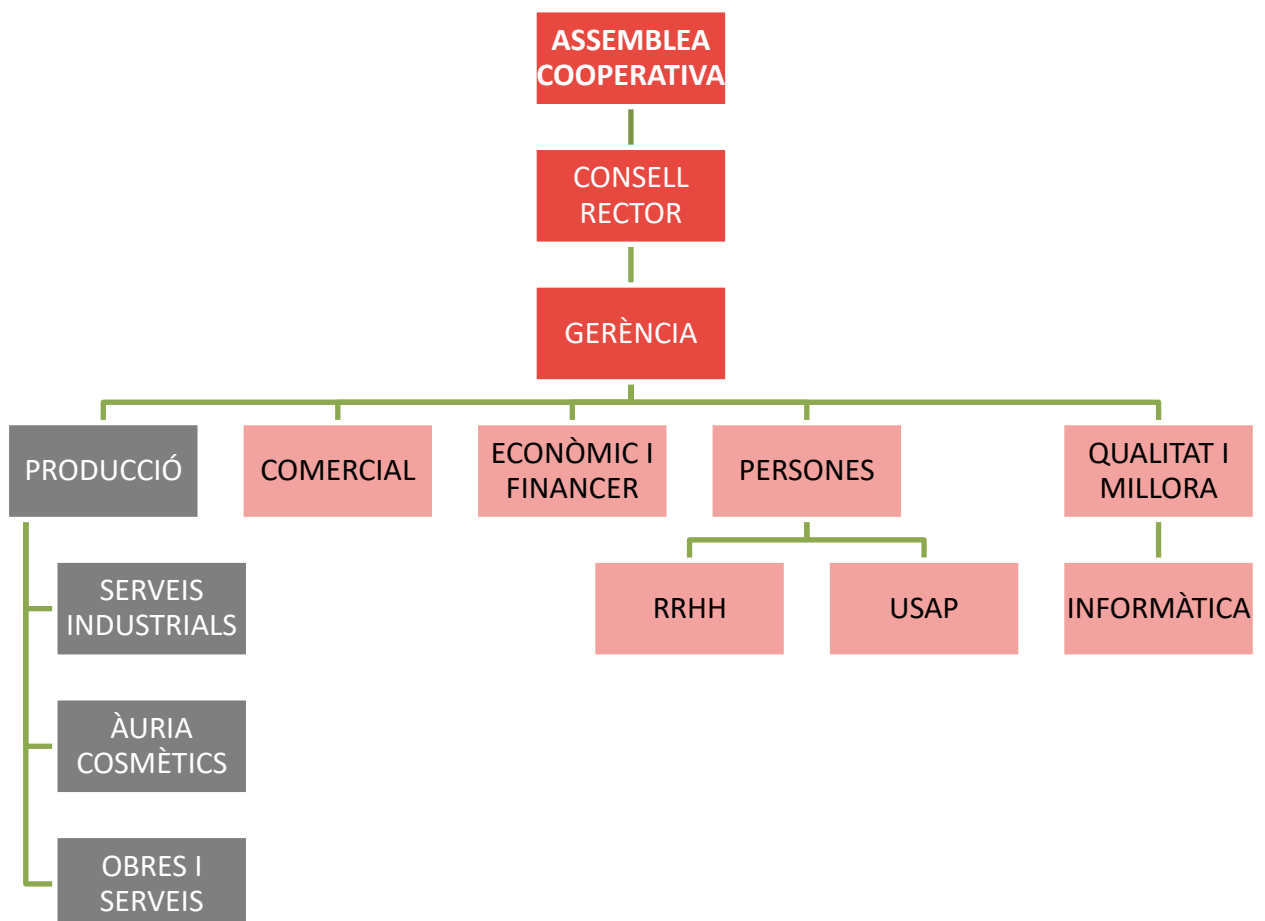 ASSEMBLEA
COOPERATIVA
CONSELL
RECTOR
GERÈNCIA
PRODUCCIÓ
COMERCIAL
ECONÒMIC I
FINANCER
PERSONES
QUALITAT I
MILLORA
SERVEIS
INDUSTRIALS
RRHH
USAP
INFORMÀTICA
ÀURIA
COSMÈTICS
OBRES I
SERVEIS